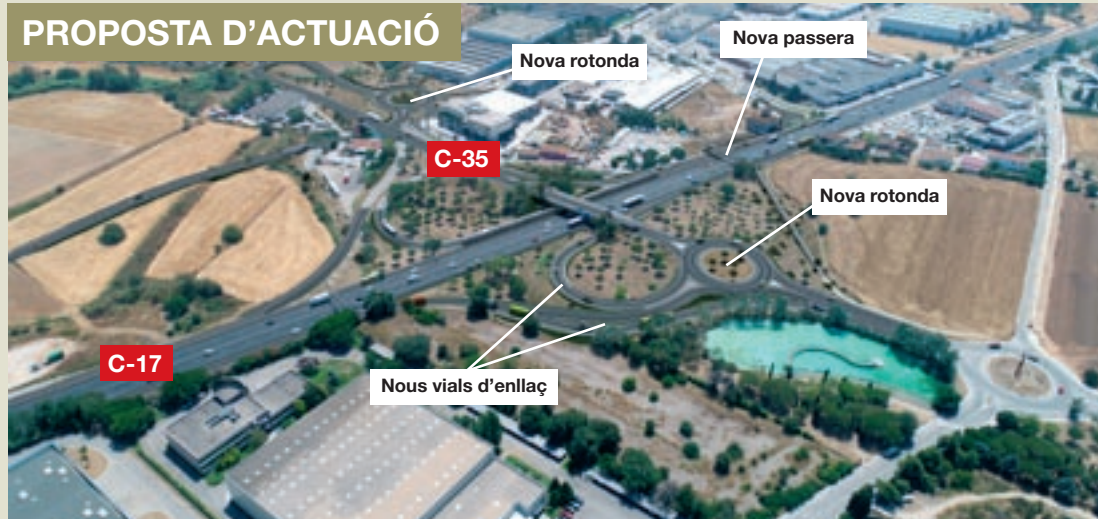 PROPOSTA D'ACTUACIÓ
Nova passera
Nova rotonda
C-35
Nova rotonda
C-17
Nous vials d'enllaç